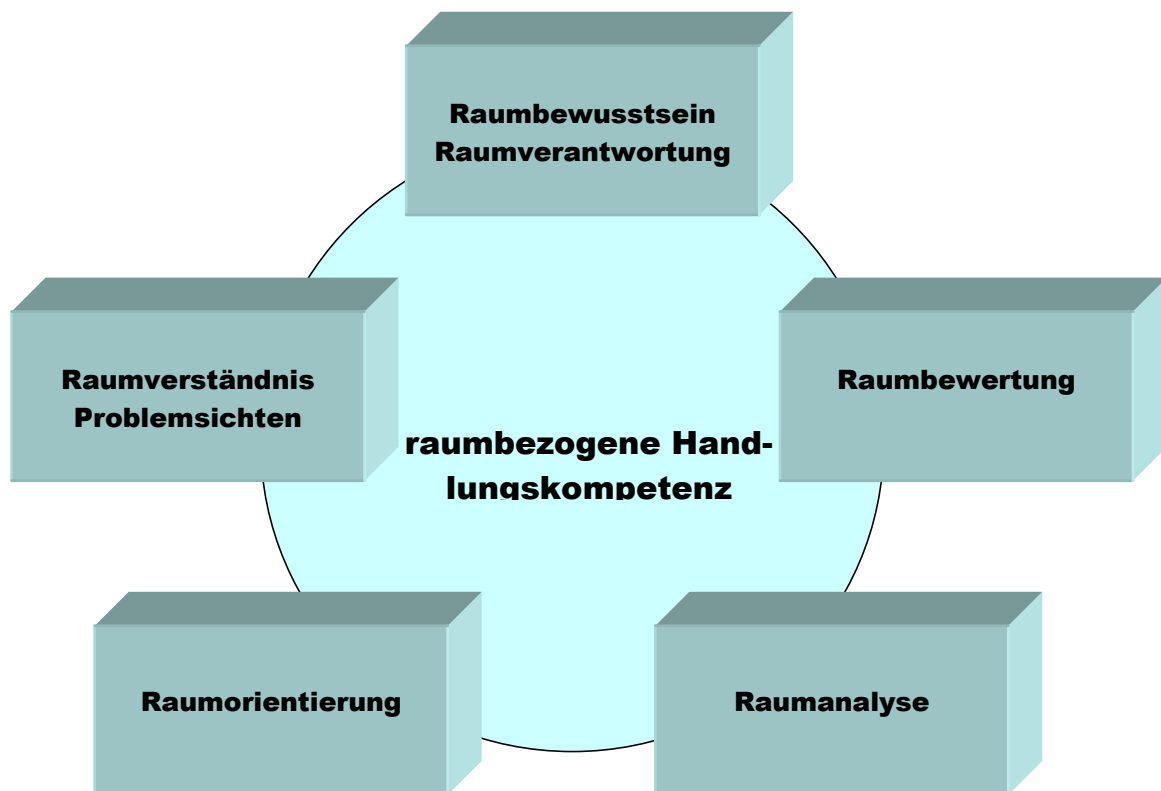 Raumbewusstsein
Raumverantwortung
Raumverständnis
Problemsichten
Raumbewertung
raumbezogene Hand-
lungskompetenz
Raumorientierung
Raumanalyse